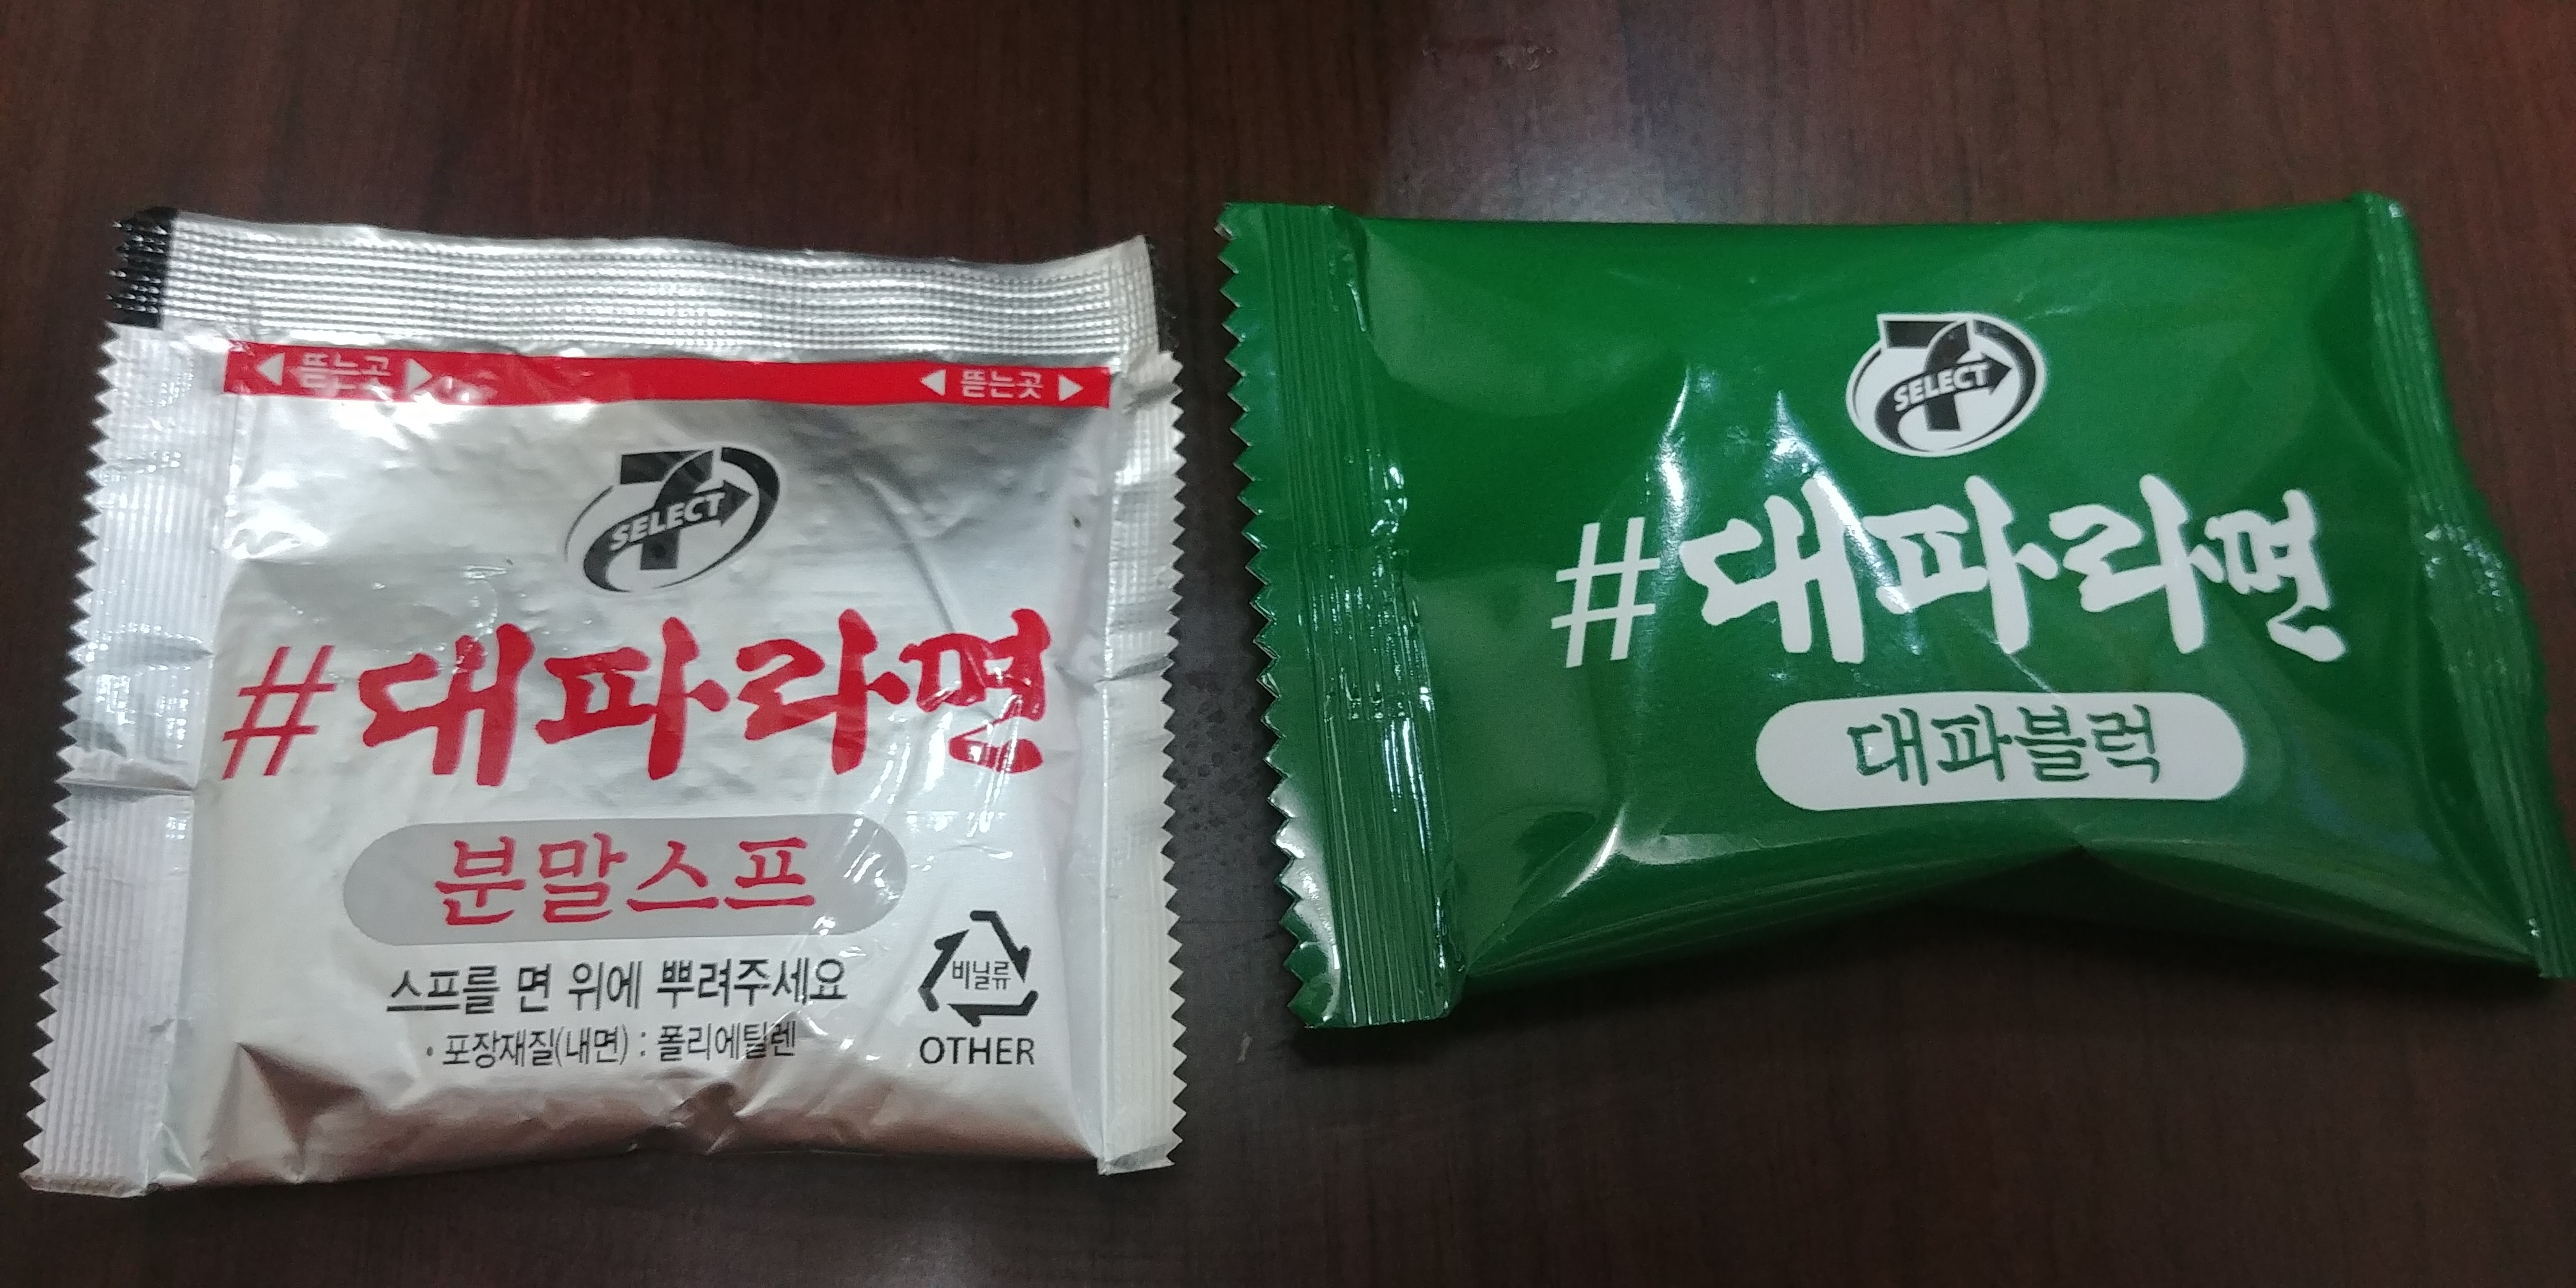 ◀ 뜯는곳 ▶ ◀ 뜯는곳 ▶
7 SELECT
#대파라면
분말스프
스프를 면 위에 뿌려주세요
· 포장재질(내면) : 폴리에틸렌
비닐류
OTHER
7 SELECT
#대파라면
대파블럭